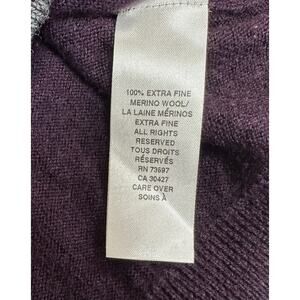 100% EXTRA FINE
MERINO WOOL/
LA LAINE MÉRINOS
EXTRA FINE
ALL RIGHTS
RESERVED
TOUS DROITS
RÉSERVÉS
RN 73697
CA 30427
CARE OVER
SOINS À